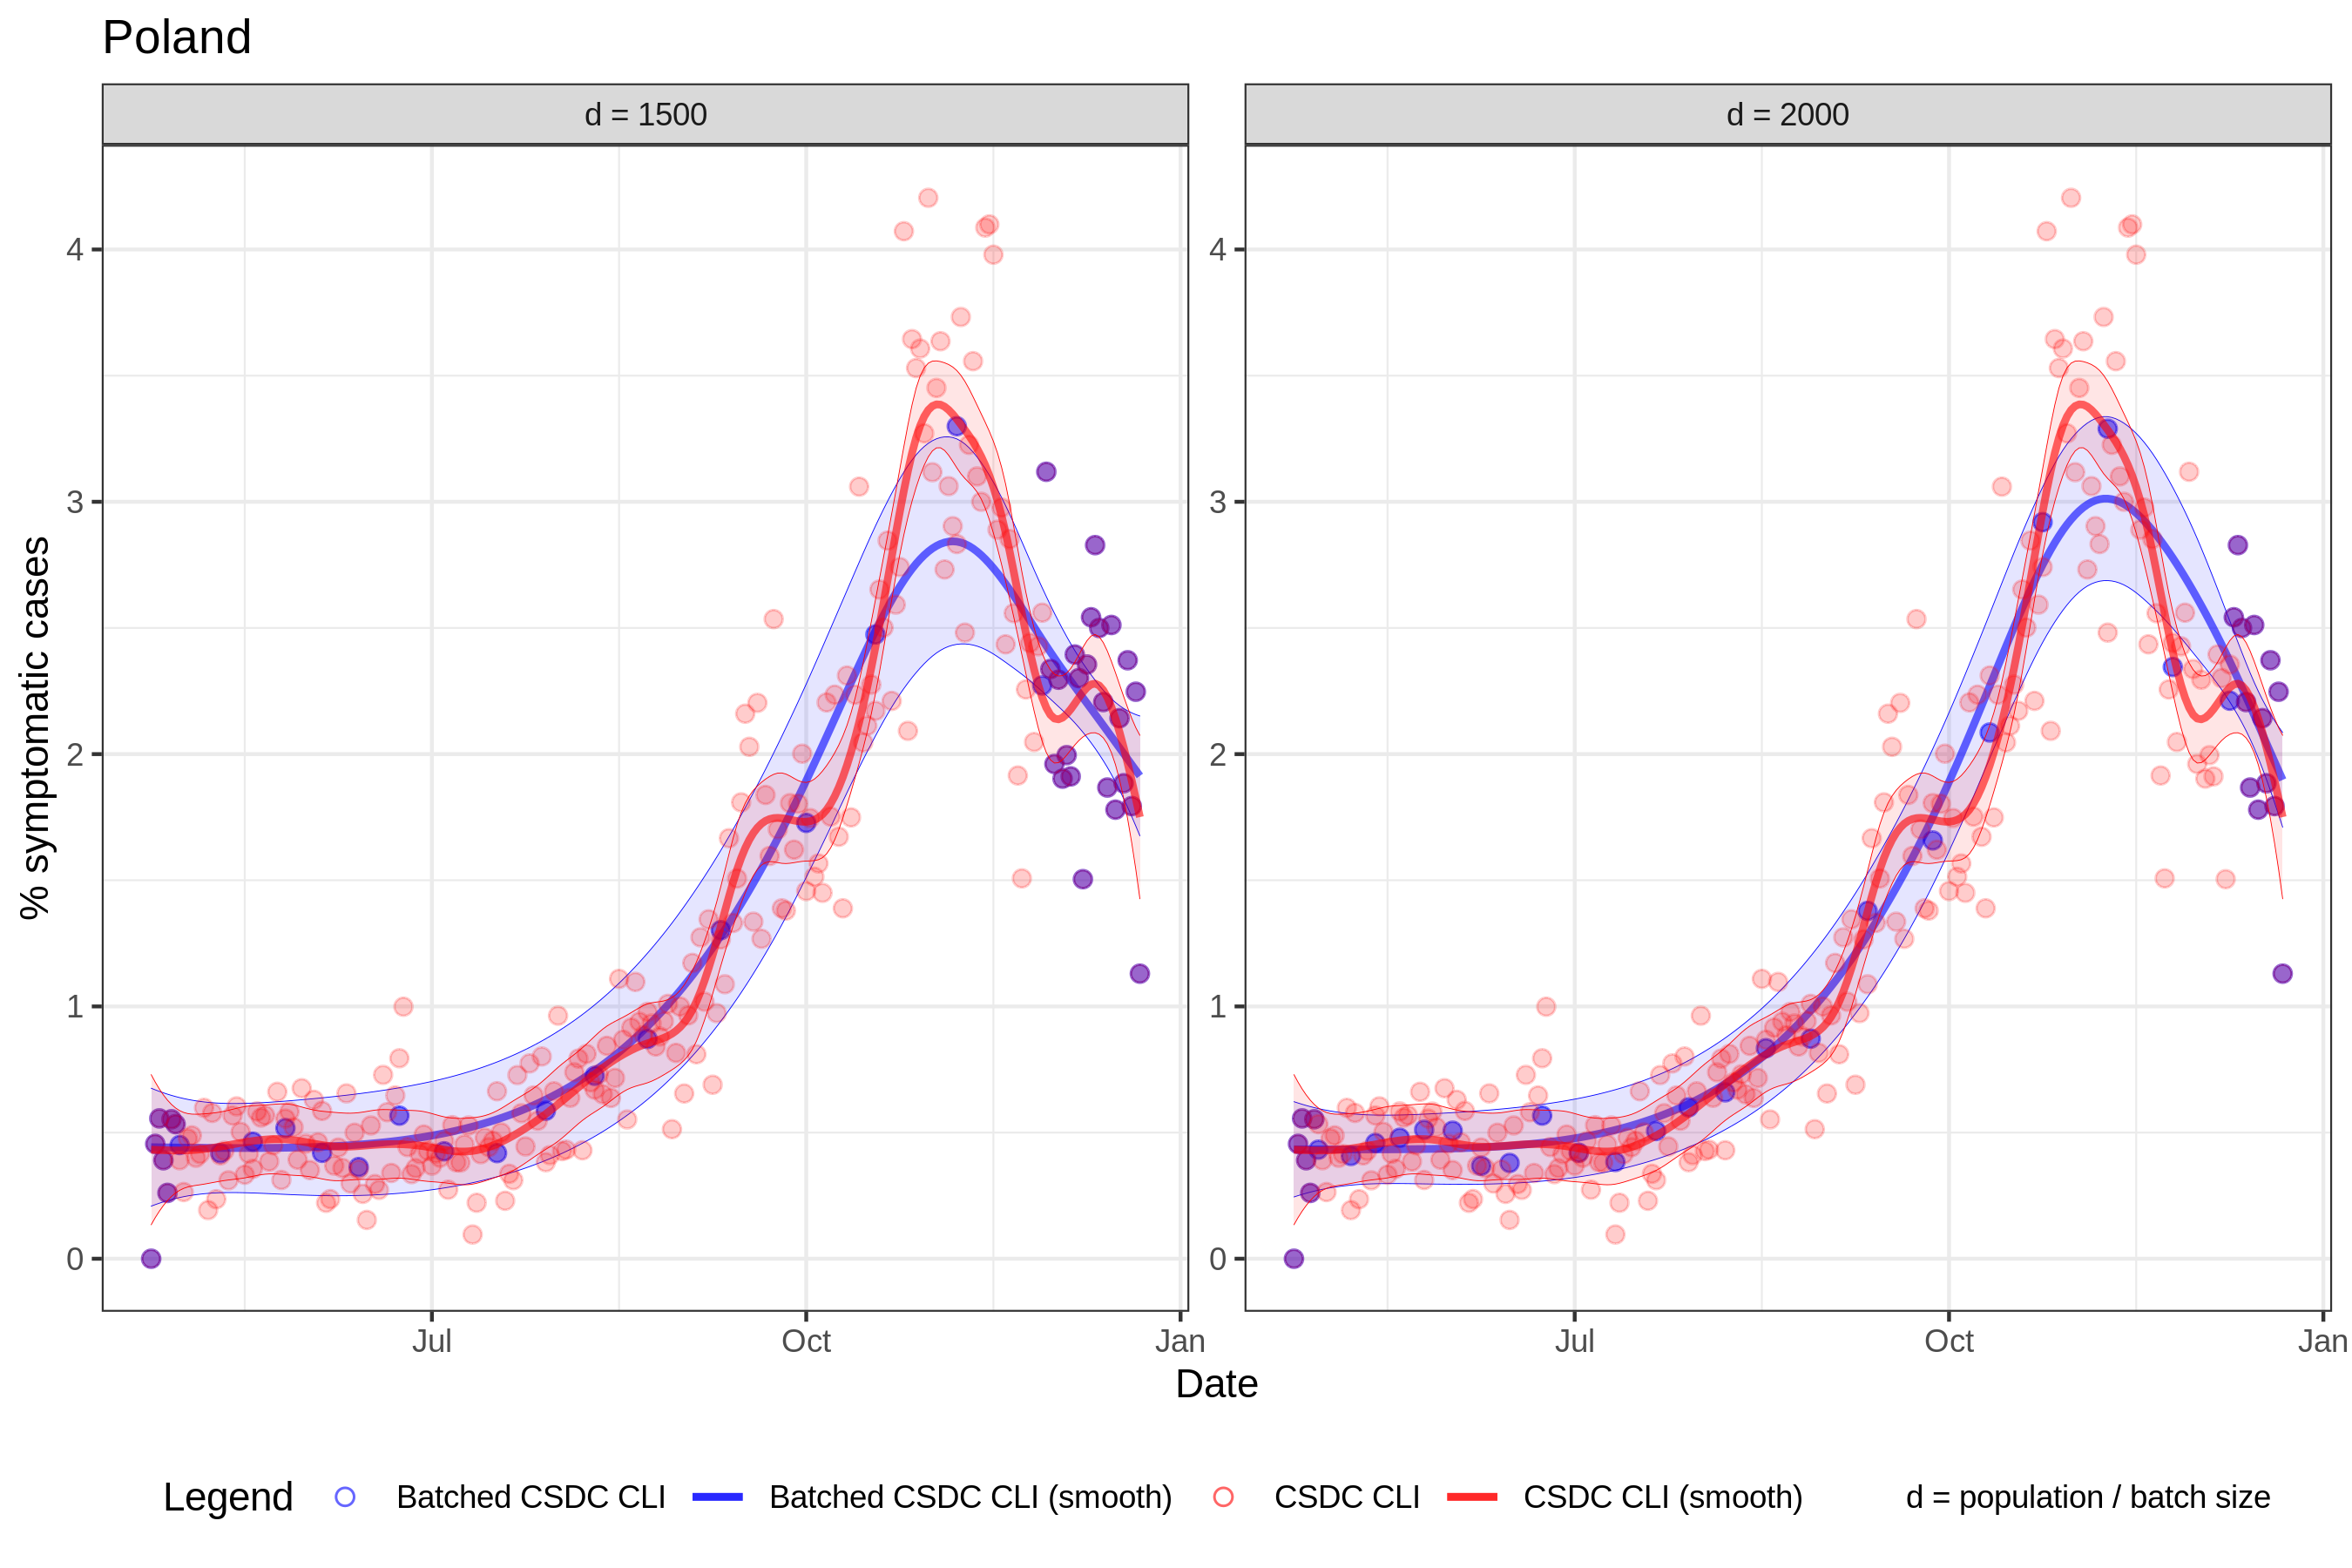 Poland
d = 1500
d = 2000
% symptomatic cases
4
3
2
1
0
4
3
2
1
0
Jul
Oct
Jan
Jul
Oct
Jan
Date
Legend
Batched CSDC CLI
Batched CSDC CLI (smooth)
CSDC CLI
CSDC CLI (smooth)
d = population / batch size